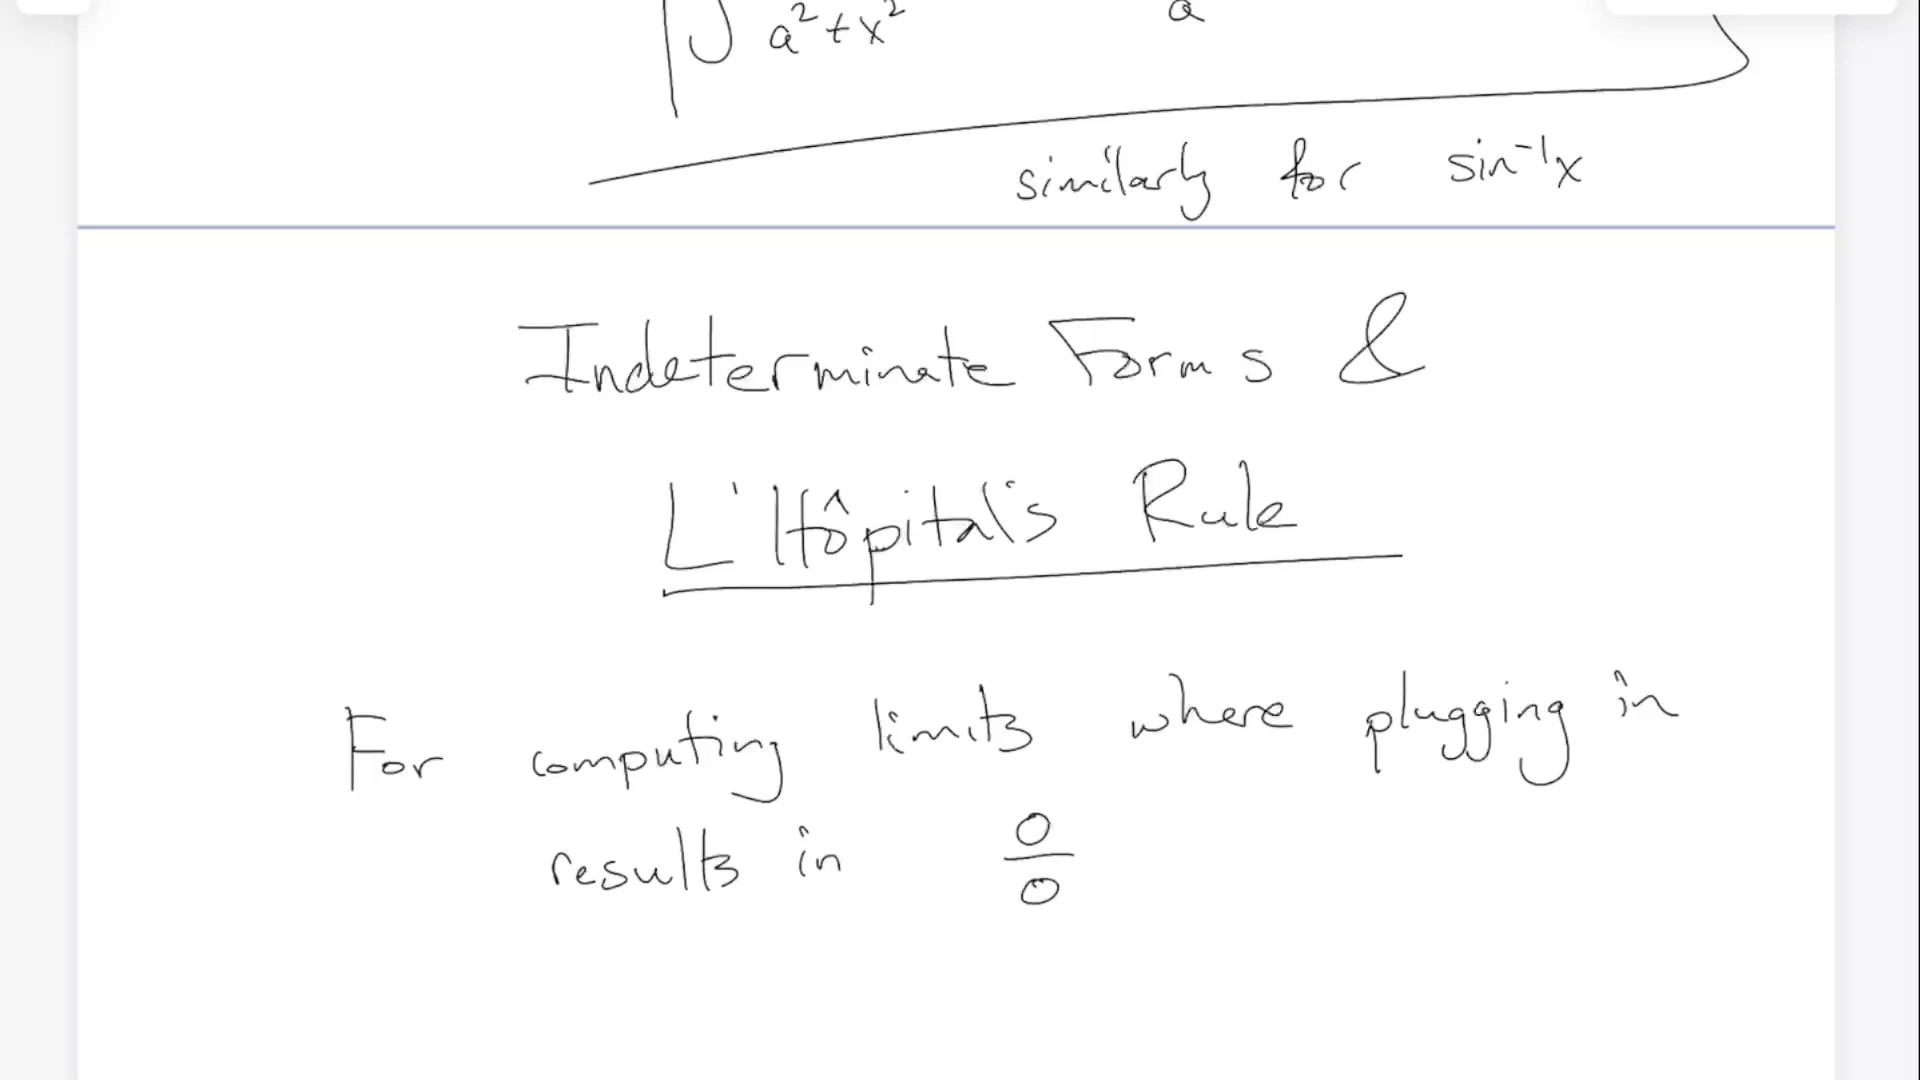 ∫ a²+x² a
similarly for sin⁻¹x
Indeterminate Forms &
L'Hôpital's Rule
For computing limits where plugging in
results in 0/0